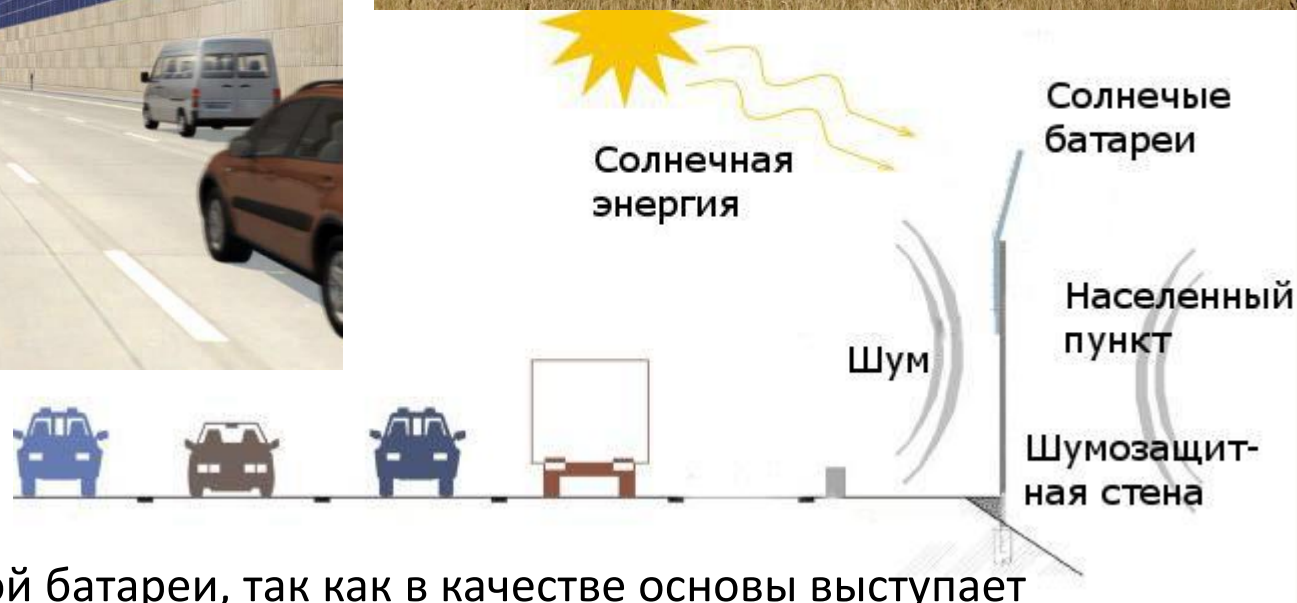 Солнечые
батареи
Солнечная
энергия
Населенный
пункт
Шум
Шумозащит-
ная стена
ой батареи, так как в качестве основы выступает